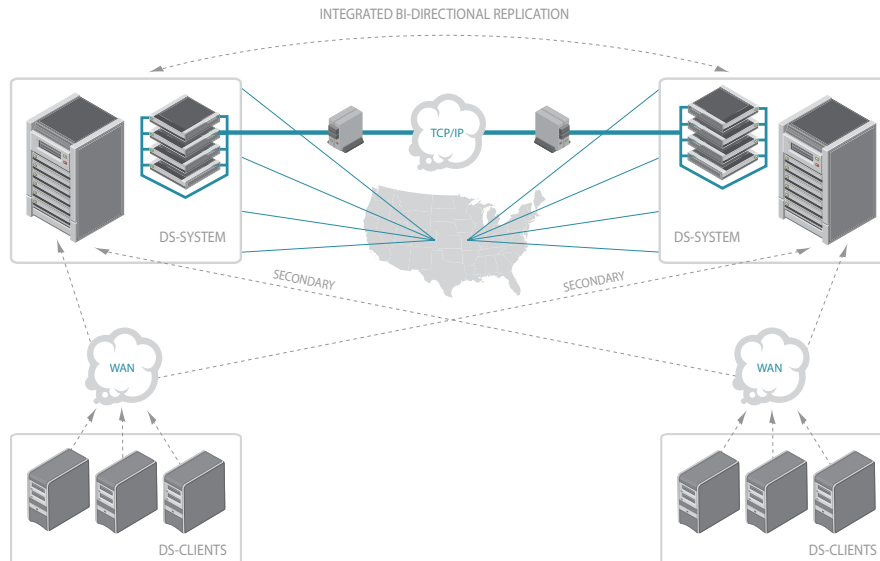 INTEGRATED BI-DIRECTIONAL REPLICATION
TCP/IP
DS-SYSTEM
DS-SYSTEM
SECONDARY
SECONDARY
WAN
WAN
DS-CLIENTS
DS-CLIENTS